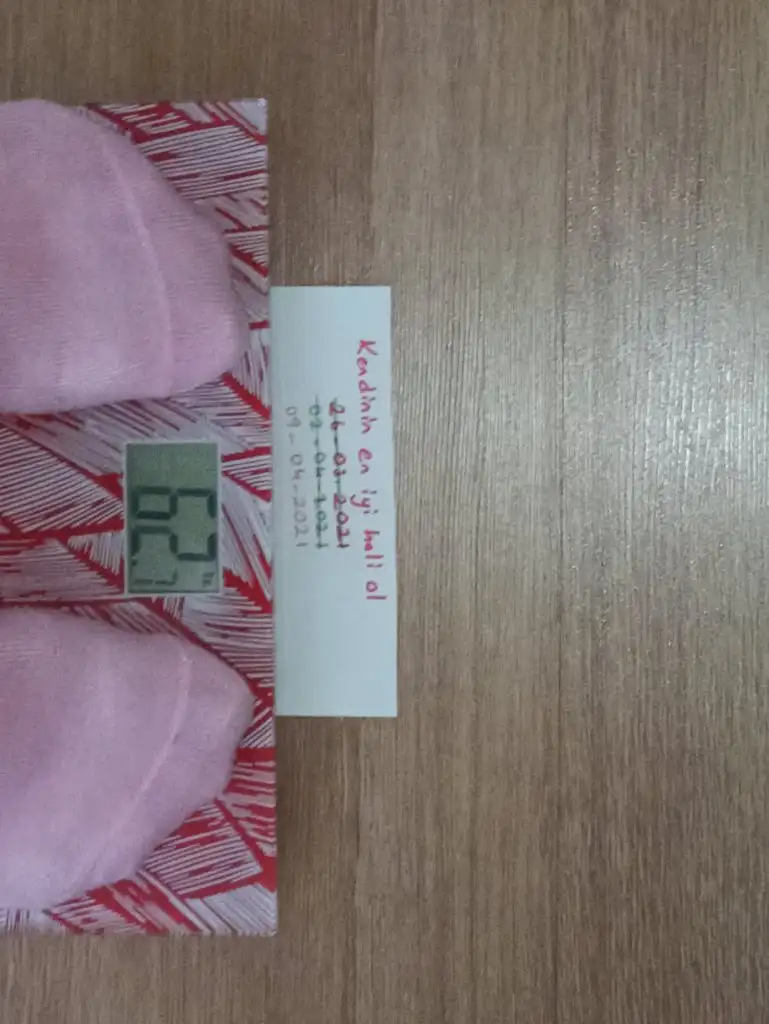 Kendinin en iyi hali ol
26-03-2021
02-04-2021
09-04-2021